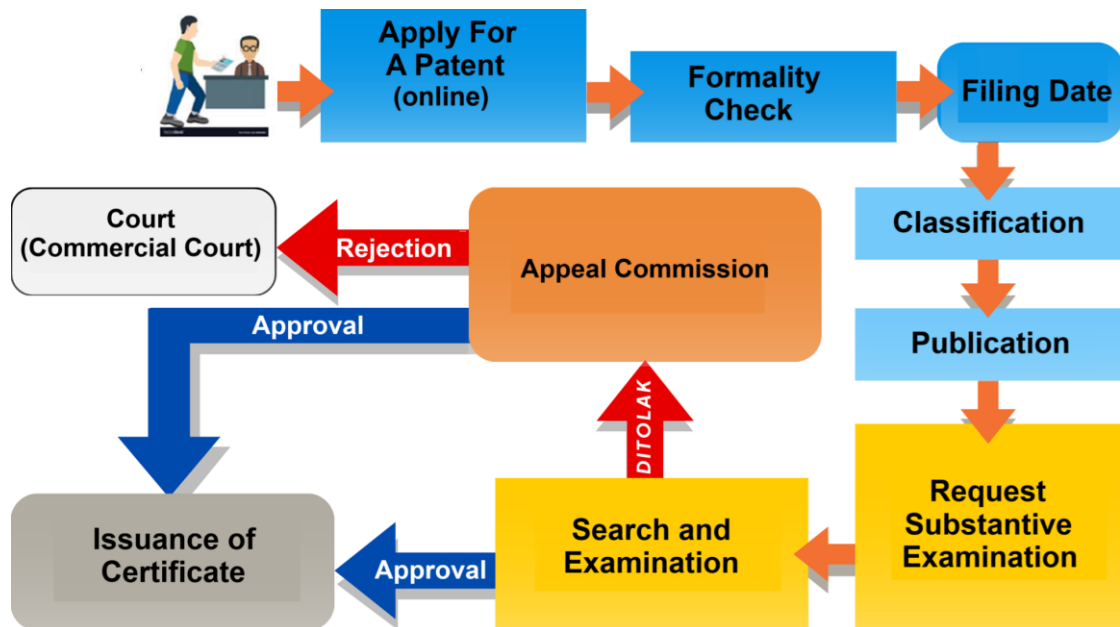 Apply For
A Patent
(online)
Formality
Check
Filing Date
Classification
Publication
Request
Substantive
Examination
Search and
Examination
DITOLAK
Appeal Commission
Rejection
Court
(Commercial Court)
Approval
Approval
Issuance of
Certificate